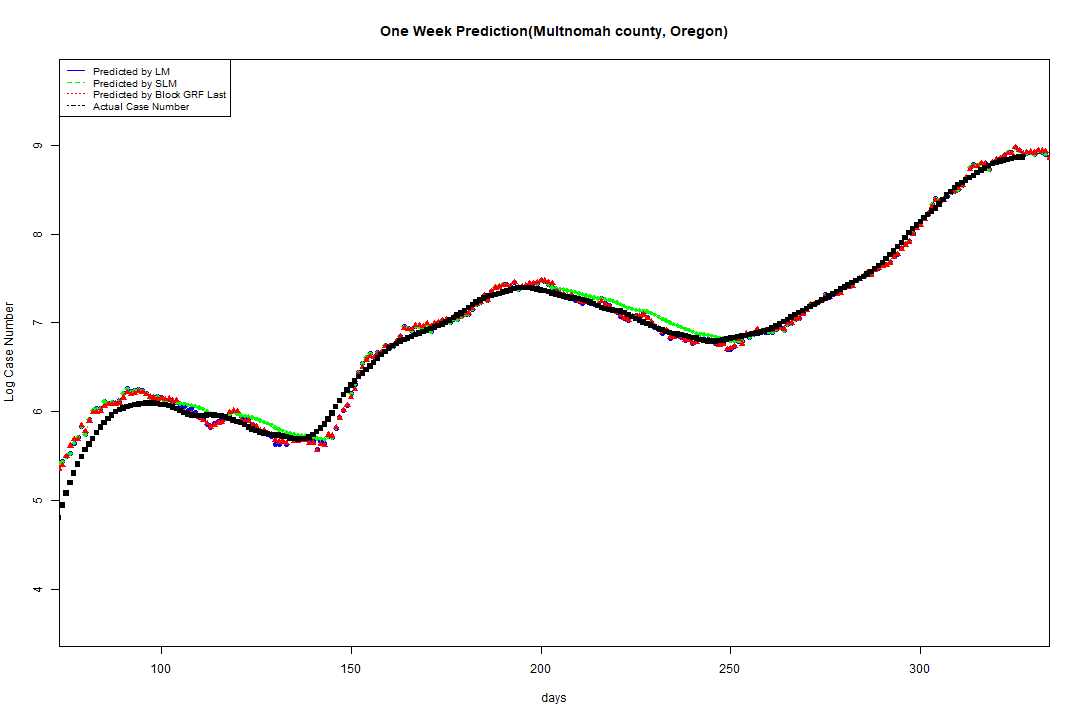 One Week Prediction(Multnomah county, Oregon)
Predicted by LM
Predicted by SLM
Predicted by Block GRF Last
Actual Case Number
9
8
7
6
5
4
Log Case Number
100 150 200 250 300
days